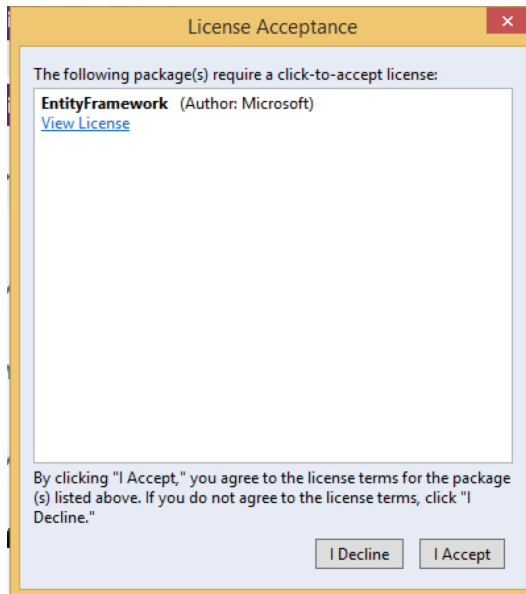 License Acceptance
The following package(s) require a click-to-accept license:
EntityFramework (Author: Microsoft)
View License
By clicking "I Accept," you agree to the license terms for the package
(s) listed above. If you do not agree to the license terms, click "I
Decline."
I Decline I Accept